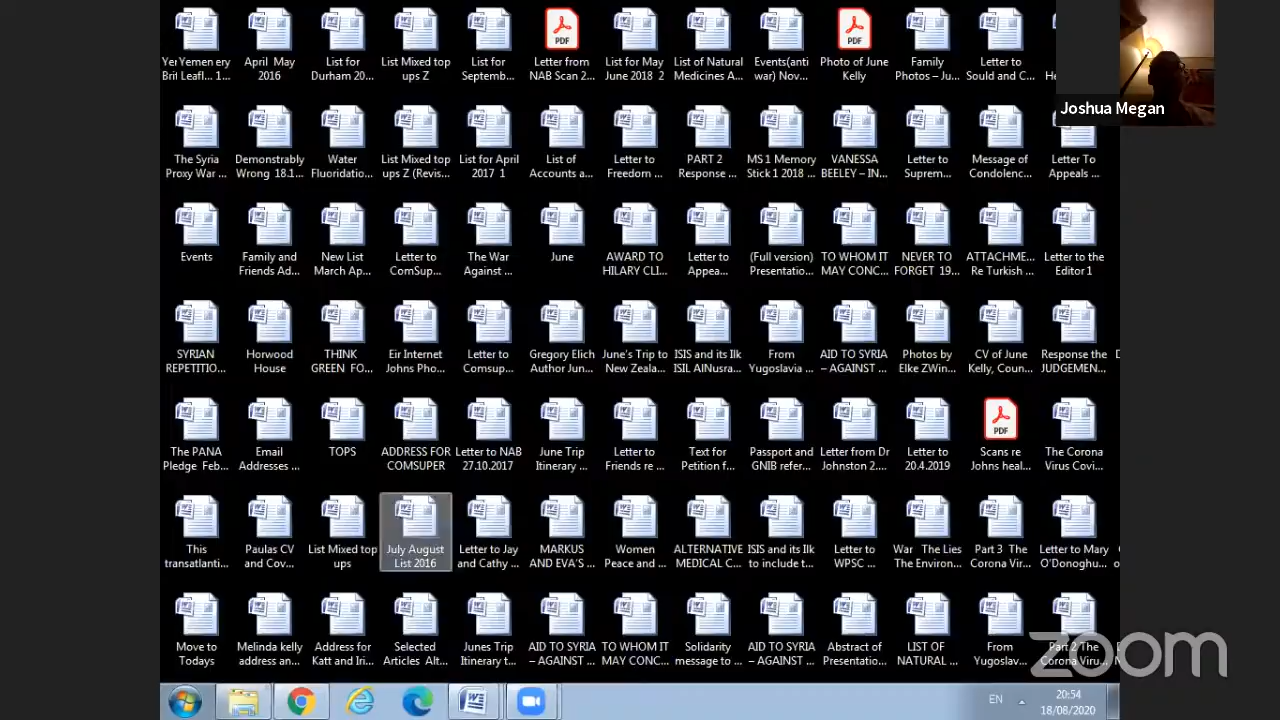 YerYemen ery
Brit Leafl... 1...
April May
2016
List for
Durham 20...
List Mixed top
ups Z
List for
Septemb...
PDF
Letter from
NAB Scan 2...
List for May
June 2018 2
List of Natural
Medicines A...
Events(anti
war) Nov...
PDF
Photo of June
Kelly
Family
Photos – Ju...
Letter to
Sould and C...
Joshua Megan
The Syria
Proxy War ...
Demonstrably
Wrong 18.1...
Water
Fluoridatio...
List Mixed top
ups Z (Revis...
List for April
2017 1
List of
Accounts a...
Letter to
Freedom ...
PART 2
Response ...
MS 1 Memory
Stick 1 2018 ...
VANESSA
BEELEY – IN...
Letter to
Suprem...
Message of
Condolenc...
Letter To
Appeals ...
Events
Family and
Friends Ad...
New List
March Ap...
Letter to
ComSup...
The War
Against ...
June
AWARD TO
HILARY CLI...
Letter to
Appea...
(Full version)
Presentatio...
TO WHOM IT
MAY CONC...
NEVER TO
FORGET 19...
ATTACHME...
Re Turkish ...
Letter to the
Editor 1
SYRIAN
REPETITIO...
Horwood
House
THINK
GREEN FO...
Eir Internet
Johns Pho...
Letter to
Comsup...
Gregory Elich
Author Jun...
June's Trip to
New Zeala...
ISIS and its Ilk
ISIL AlNusra...
From
Yugoslavia ...
AID TO SYRIA
– AGAINST ...
Photos by
Elke ZWin...
CV of June
Kelly, Coun...
Response the
JUDGEMEN...
The PANA
Pledge Feb...
Email
Addresses ...
TOPS
ADDRESS FOR
COMSUPER
Letter to NAB
27.10.2017
June Trip
Itinerary ...
Letter to
Friends re ...
Text for
Petition f...
Passport and
GNIB refer...
Letter from Dr
Johnston 2....
Letter to
20.4.2019
PDF
Scans re
Johns heal...
The Corona
Virus Covi...
This
transatlanti...
Paulas CV
and Cov...
List Mixed top
ups
July August
List 2016
Letter to Jay
and Cathy ...
MARKUS
AND EVA'S ...
Women
Peace and ...
ALTERNATIVE
MEDICAL C...
ISIS and its Ilk
to include t...
Letter to
WPSC ...
War The Lies
The Environ...
Part 3 The
Corona Vir...
Letter to Mary
O'Donoghu...
Move to
Todays
Melinda kelly
address an...
Address for
Katt and Iri...
Selected
Articles Alt...
Junes Trip
Itinerary t...
AID TO SYRIA
– AGAINST ...
TO WHOM IT
MAY CONC...
Solidarity
message to ...
AID TO SYRIA
– AGAINST ...
Abstract of
Presentatio...
LIST OF
NATURAL ...
From
Yugoslav...
Part 2 The
Corona Viru...
zoom
EN
20:54
18/08/2020